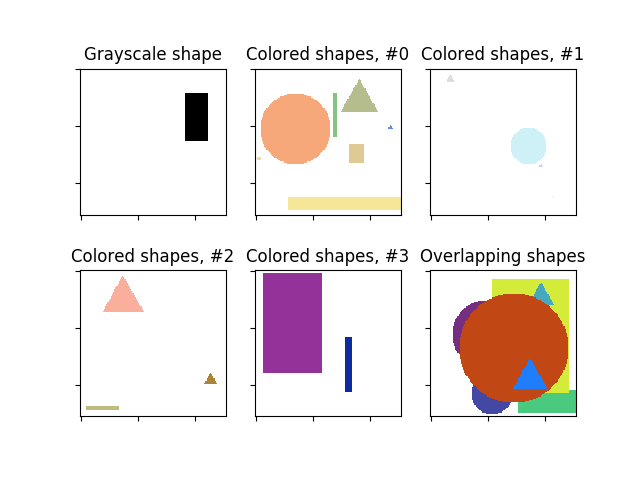 Grayscale shape
Colored shapes, #0
Colored shapes, #1
Colored shapes, #2
Colored shapes, #3
Overlapping shapes